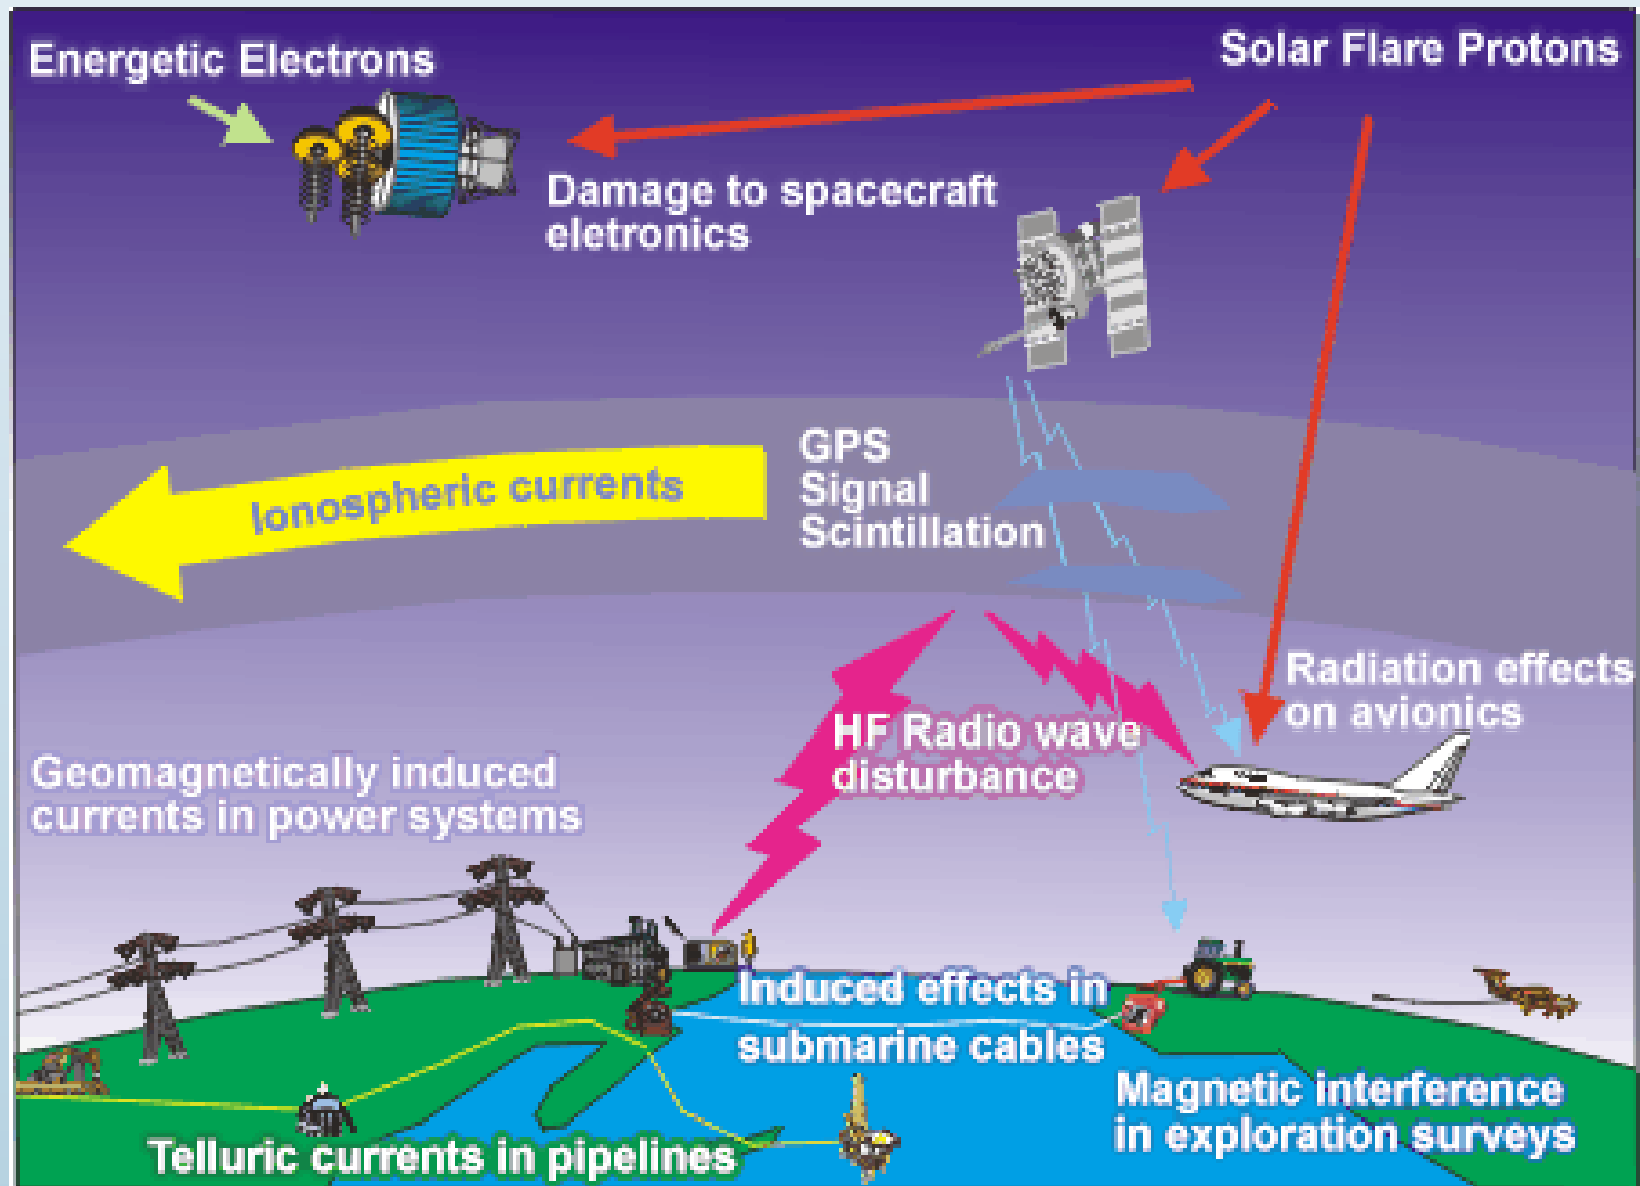 Energetic Electrons
Solar Flare Protons
Damage to spacecraft
eletronics
GPS
Signal
Scintillation
Ionospheric currents
Radiation effects
on avionics
HF Radio wave
disturbance
Geomagnetically induced
currents in power systems
Induced effects in
submarine cables
Magnetic interference
in exploration surveys
Telluric currents in pipelines